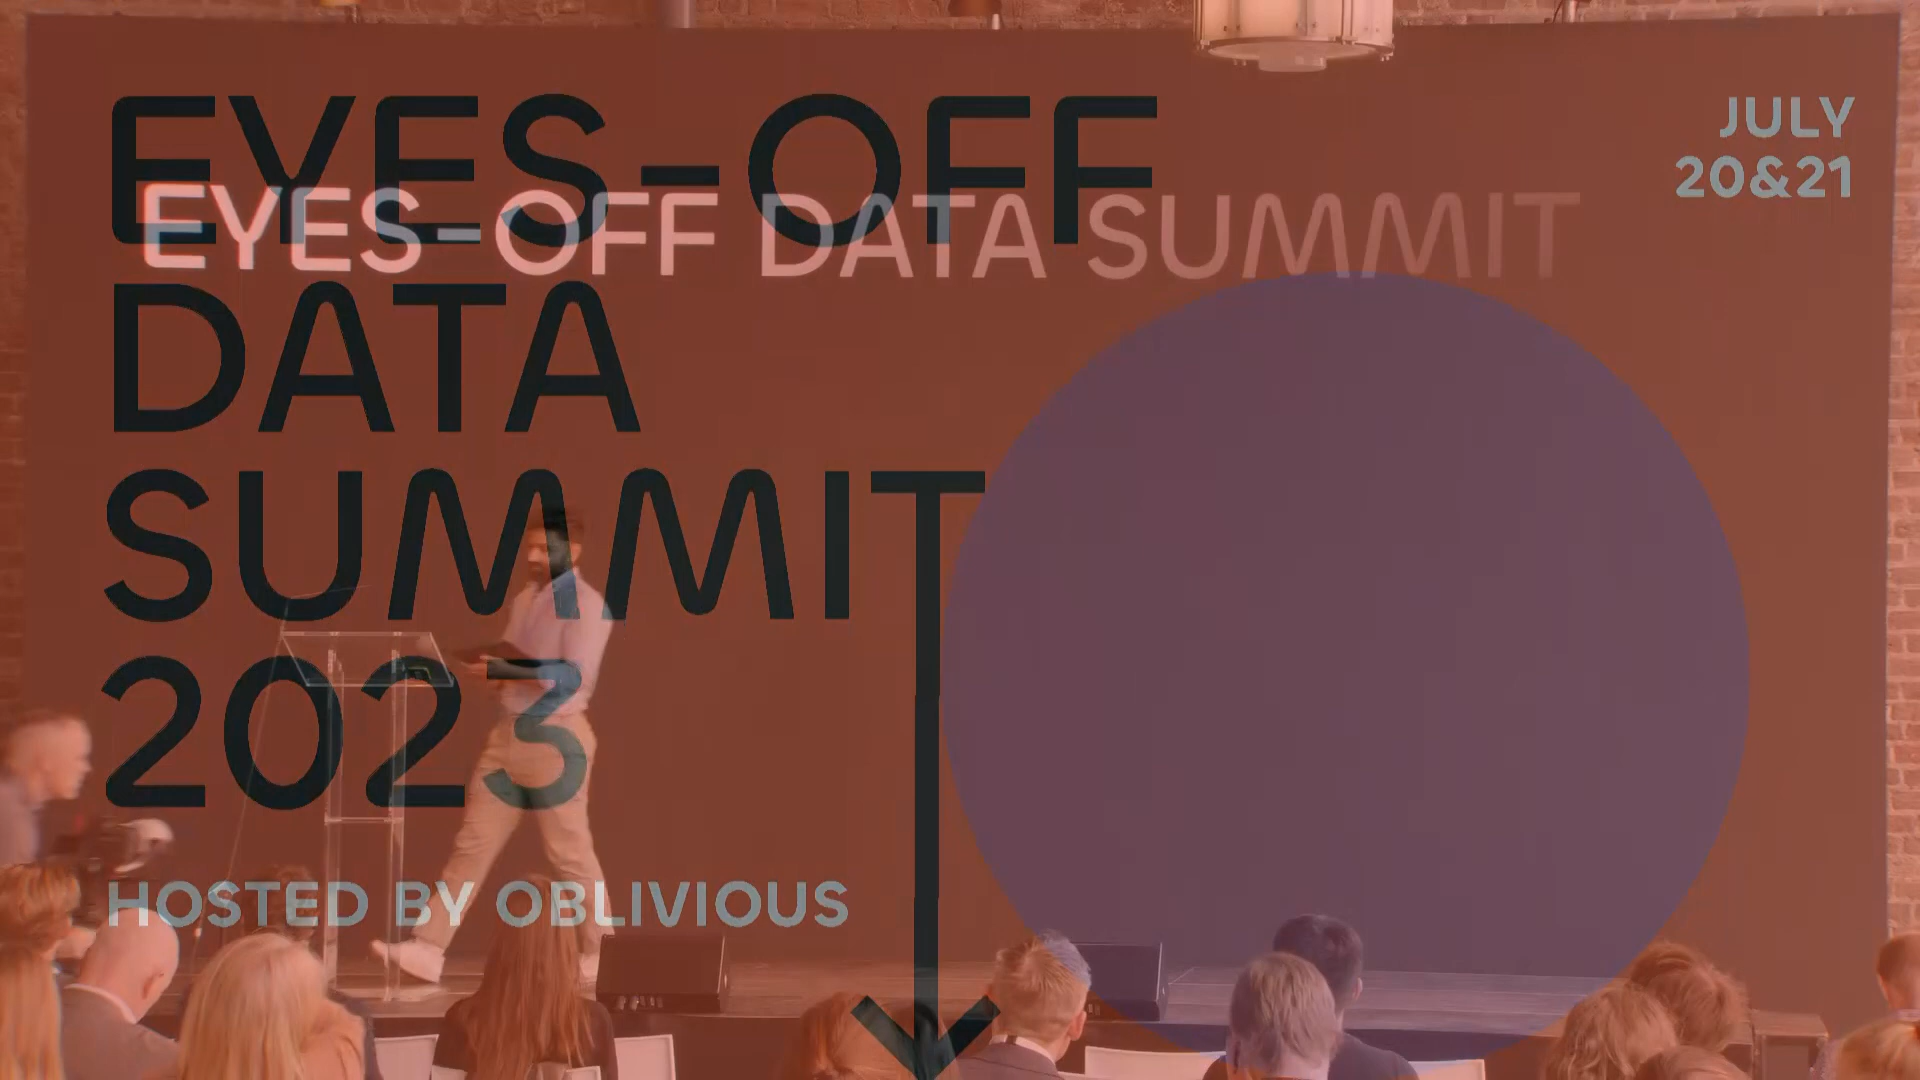 EYES-OFF
EYES-OFF DATA SUMMIT
DATA
SUMMIT
2023
HOSTED BY OBLIVIOUS
JULY
20&21